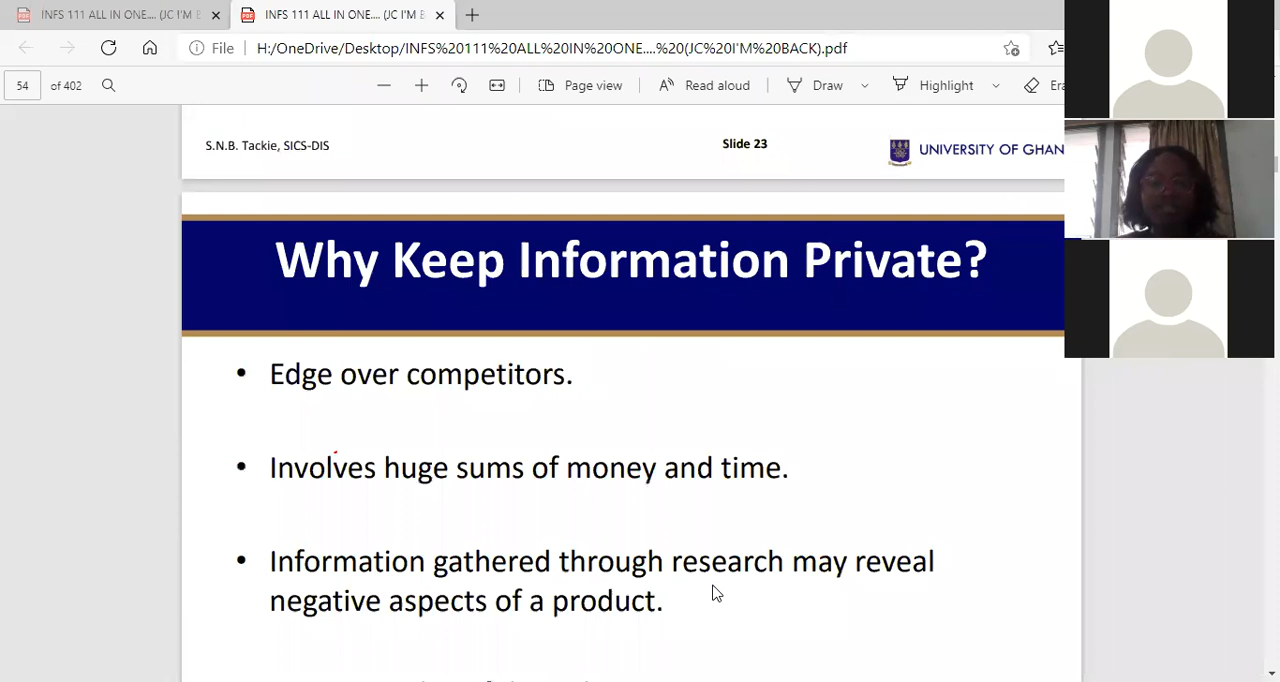 INFS 111 ALL IN ONE.... (JC I'M B
INFS 111 ALL IN ONE.... (JC I'M B
File
H:/OneDrive/Desktop/INFS%20111%20ALL%20IN%20ONE....%20(JC%20I'M%20BACK).pdf
54 of 402
Page view
Read aloud
Draw
Highlight
Era
S.N.B. Tackie, SICS-DIS
Slide 23
UNIVERSITY OF GHAN
Why Keep Information Private?
• Edge over competitors.
• Involves huge sums of money and time.
• Information gathered through research may reveal
negative aspects of a product.